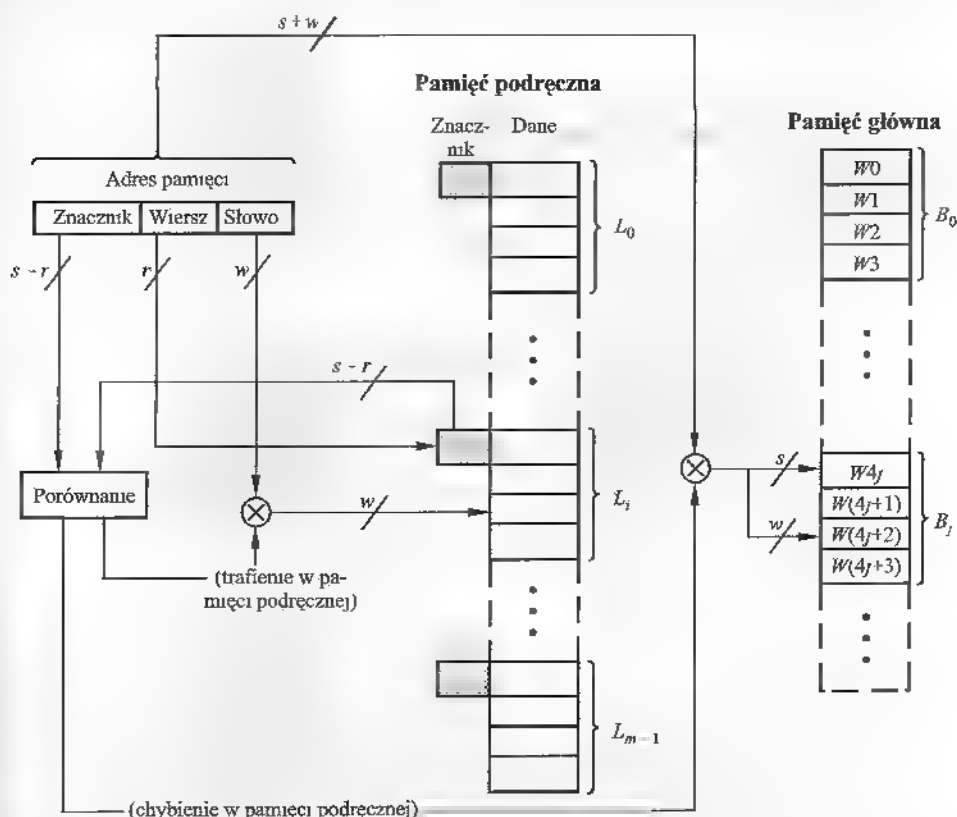 s + w
Pamięć podręczna
Znacz-
nik
Dane
Pamięć główna
Adres pamięci
Znacznik
Wiersz
Słowo
s - r
r
w
L0
W0
W1
W2
W3
B0
s - r
Porównanie
w
(trafienie w pa-
mięci podręcznej)
Li
s
w
W4j
W(4j+1)
W(4j+2)
W(4j+3)
Bj
Lm-1
(chybienie w pamięci podręcznej)